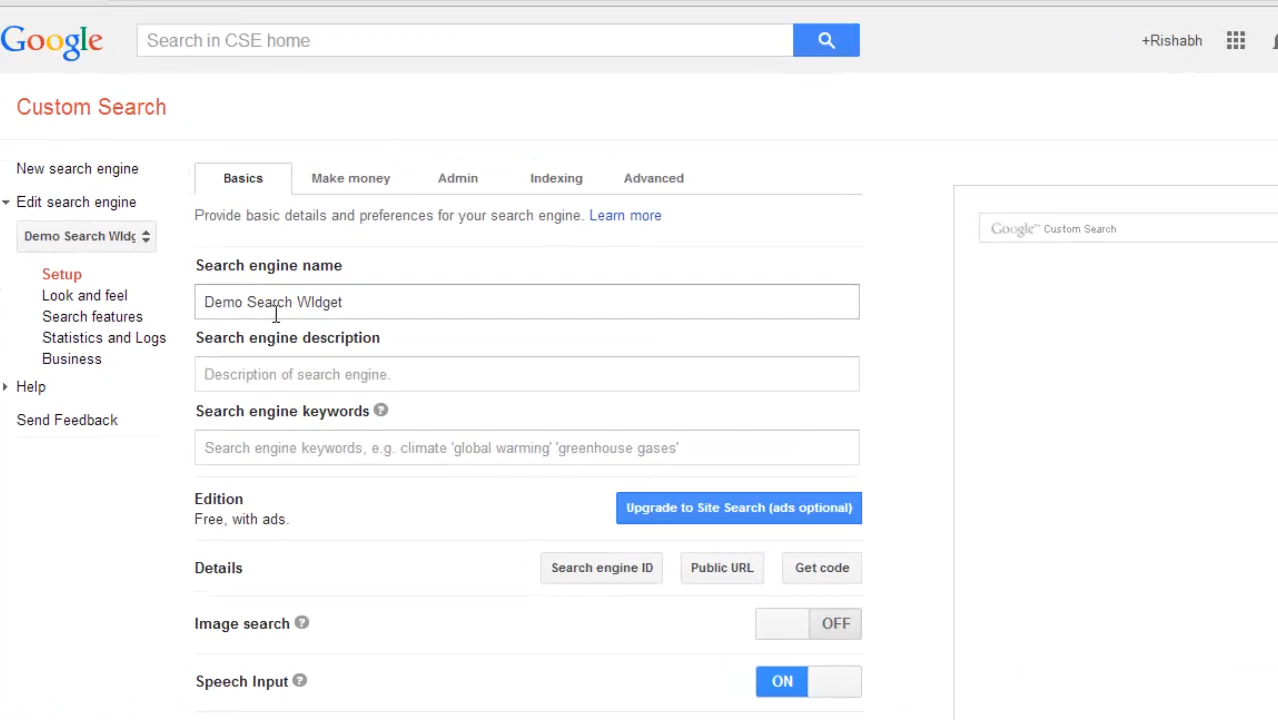 Google
Search in CSE home
+Rishabh
Custom Search
New search engine
Edit search engine
Demo Search WIdg
Setup
Look and feel
Search features
Statistics and Logs
Business
Help
Send Feedback
Basics Make money Admin Indexing Advanced
Provide basic details and preferences for your search engine. Learn more
Search engine name
Demo Search WIdget
Search engine description
Description of search engine.
Search engine keywords ?
Search engine keywords, e.g. climate 'global warming' 'greenhouse gases'
Edition
Free, with ads.
Upgrade to Site Search (ads optional)
Details
Search engine ID Public URL Get code
Image search ?
OFF
Speech Input ?
ON
Google™ Custom Search